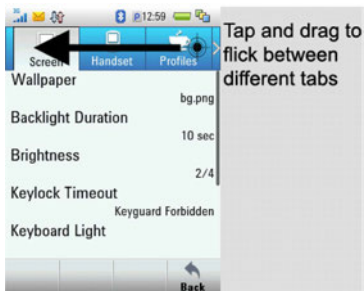 12:59
Screen Handset Profiles
Wallpaper
bg.png
Backlight Duration
10 sec
Brightness
2/4
Keylock Timeout
Keyguard Forbidden
Keyboard Light
Back
Tap and drag to
flick between
different tabs